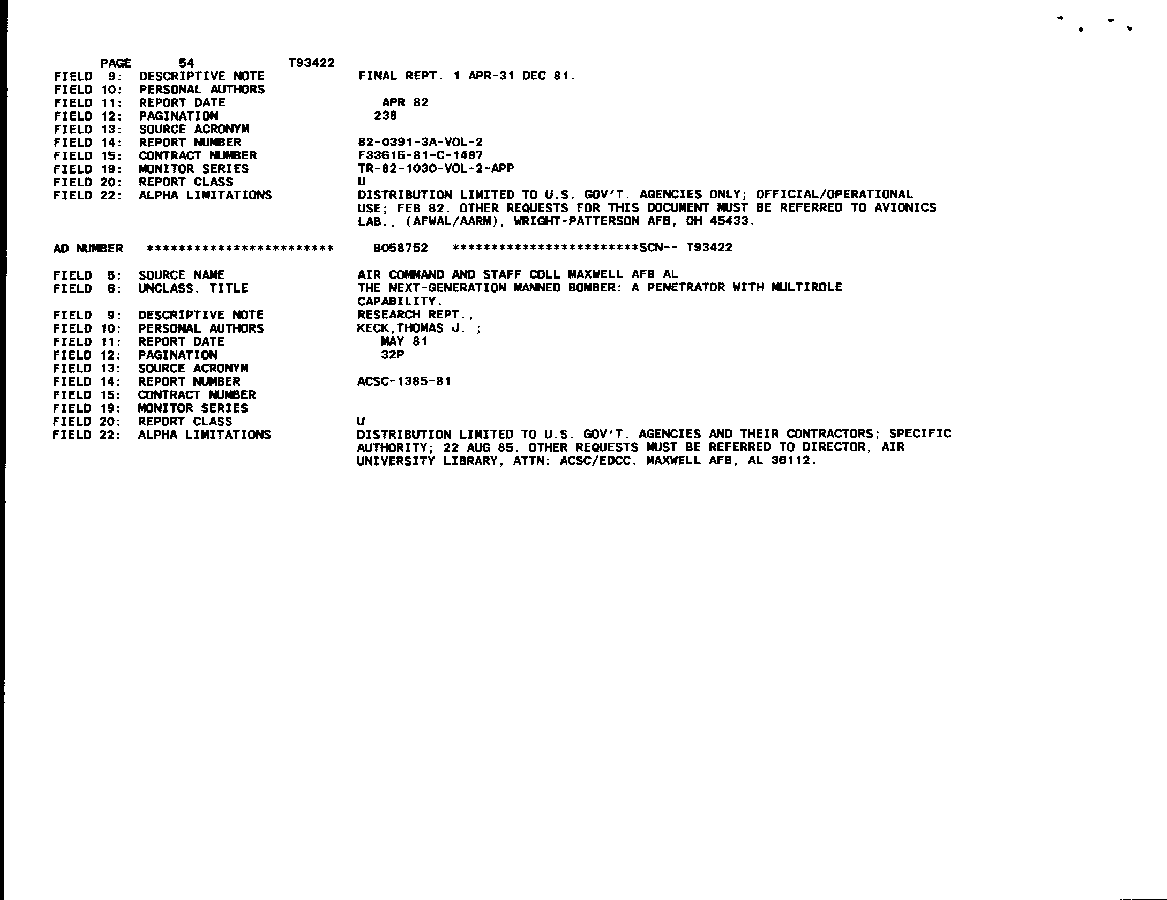 PAGE 54 T93422
FIELD 9: DESCRIPTIVE NOTE FINAL REPT. 1 APR-31 DEC 81.
FIELD 10: PERSONAL AUTHORS
FIELD 11: REPORT DATE APR 82
FIELD 12: PAGINATION 238
FIELD 13: SOURCE ACRONYM
FIELD 14: REPORT NUMBER 82-0391-3A-VOL-2
FIELD 15: CONTRACT NUMBER F33615-81-C-1487
FIELD 19: MONITOR SERIES TR-82-1030-VOL-2-APP
FIELD 20: REPORT CLASS U
FIELD 22: ALPHA LIMITATIONS DISTRIBUTION LIMITED TO U.S. GOV'T. AGENCIES ONLY; OFFICIAL/OPERATIONAL
USE; FEB 82. OTHER REQUESTS FOR THIS DOCUMENT MUST BE REFERRED TO AVIONICS
LAB., (AFWAL/AARM), WRIGHT-PATTERSON AFB, OH 45433.
AD NUMBER ************************ B058752 ************************SCN-- T93422
FIELD 5: SOURCE NAME AIR COMMAND AND STAFF COLL MAXWELL AFB AL
FIELD 6: UNCLASS. TITLE THE NEXT-GENERATION MANNED BOMBER: A PENETRATOR WITH MULTIROLE
CAPABILITY.
FIELD 9: DESCRIPTIVE NOTE RESEARCH REPT.,
FIELD 10: PERSONAL AUTHORS KECK,THOMAS J. ;
FIELD 11: REPORT DATE MAY 81
FIELD 12: PAGINATION 32P
FIELD 13: SOURCE ACRONYM
FIELD 14: REPORT NUMBER ACSC-1385-81
FIELD 15: CONTRACT NUMBER
FIELD 19: MONITOR SERIES
FIELD 20: REPORT CLASS U
FIELD 22: ALPHA LIMITATIONS DISTRIBUTION LIMITED TO U.S. GOV'T. AGENCIES AND THEIR CONTRACTORS; SPECIFIC
AUTHORITY; 22 AUG 85. OTHER REQUESTS MUST BE REFERRED TO DIRECTOR, AIR
UNIVERSITY LIBRARY, ATTN: ACSC/EDCC. MAXWELL AFB, AL 36112.